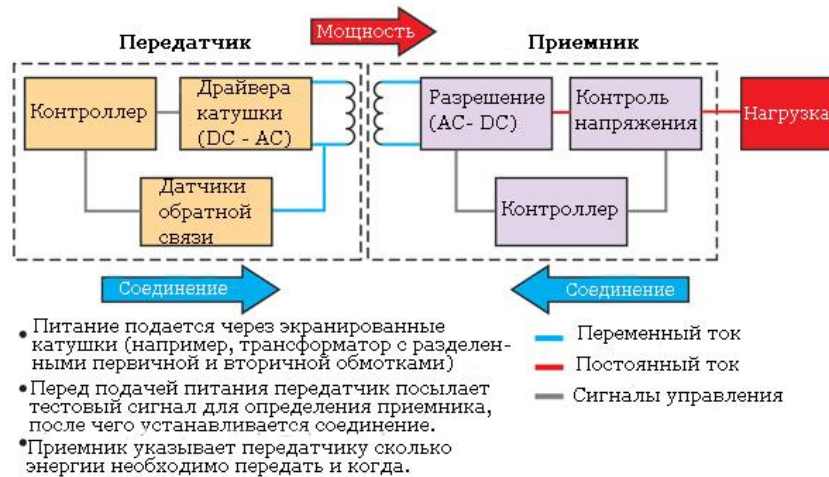 Мощность
Передатчик
Приемник
Контроллер
Драйвера
катушки
(DC - AC)
Датчики
обратной
связи
Разрешение
(AC- DC)
Контроль
напряжения
Нагрузка
Контроллер
Соединение
Соединение
• Питание подается через экранированные
катушки (например, трансформатор с разделен-
ными первичной и вторичной обмотками)
• Перед подачей питания передатчик посылает
тестовый сигнал для определения приемника,
после чего устанавливается соединение.
• Приемник указывает передатчику сколько
энергии необходимо передать и когда.
Переменный ток
Постоянный ток
Сигналы управления